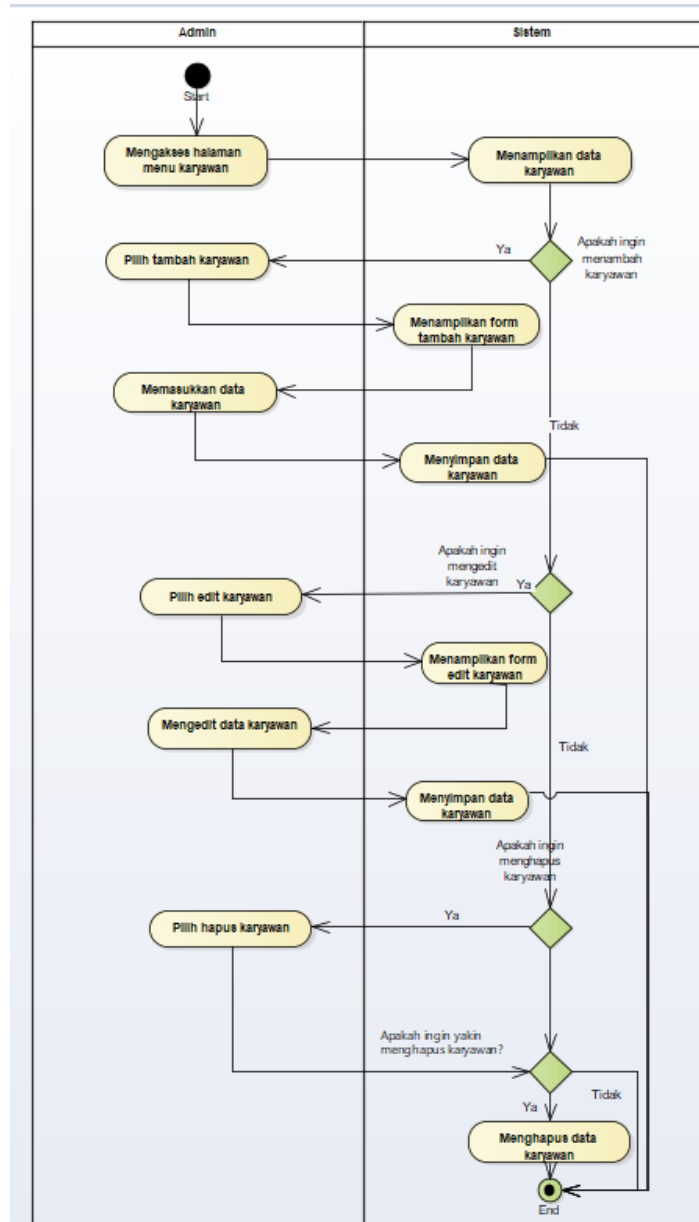 Admin
Sistem
Start
Mengakses halaman
menu karyawan
Menampilkan data
karyawan
Apakah ingin
menambah
karyawan
Ya
Pilih tambah karyawan
Menampilkan form
tambah karyawan
Memasukkan data
karyawan
Tidak
Menyimpan data
karyawan
Apakah ingin
mengedit
karyawan
Ya
Pilih edit karyawan
Menampilkan form
edit karyawan
Mengedit data karyawan
Tidak
Menyimpan data
karyawan
Apakah ingin
menghapus
karyawan
Ya
Pilih hapus karyawan
Apakah ingin yakin
menghapus karyawan?
Tidak
Ya
Menghapus data
karyawan
End